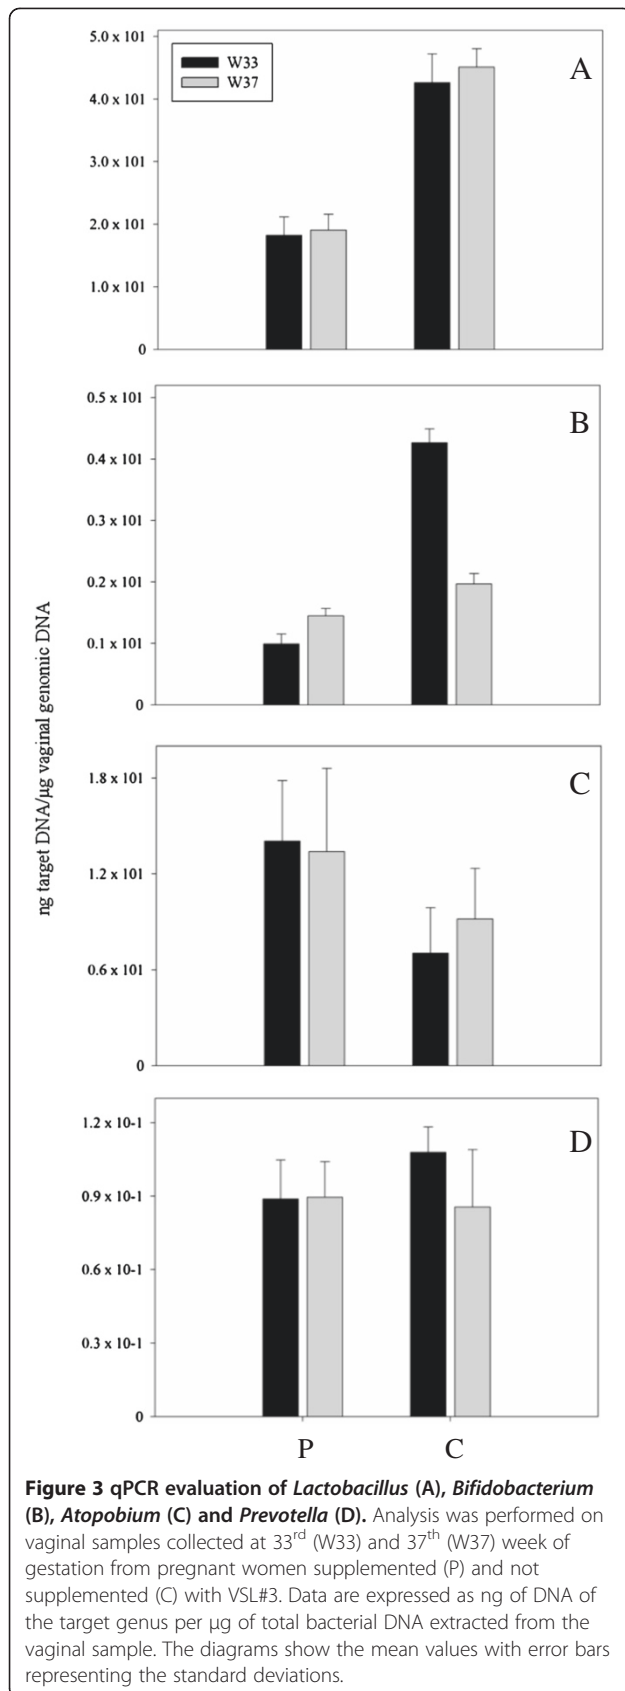 5.0 x 101
W33
W37
A
4.0 x 101
3.0 x 101
2.0 x 101
1.0 x 101
0
0.5 x 101
B
0.4 x 101
0.3 x 101
0.2 x 101
0.1 x 101
0
ng target DNA/µg vaginal genomic DNA
1.8 x 101
C
1.2 x 101
0.6 x 101
0
1.2 x 10-1
D
0.9 x 10-1
0.6 x 10-1
0.3 x 10-1
0
P C
Figure 3 qPCR evaluation of Lactobacillus (A), Bifidobacterium
(B), Atopobium (C) and Prevotella (D). Analysis was performed on
vaginal samples collected at 33rd (W33) and 37th (W37) week of
gestation from pregnant women supplemented (P) and not
supplemented (C) with VSL#3. Data are expressed as ng of DNA of
the target genus per µg of total bacterial DNA extracted from the
vaginal sample. The diagrams show the mean values with error bars
representing the standard deviations.